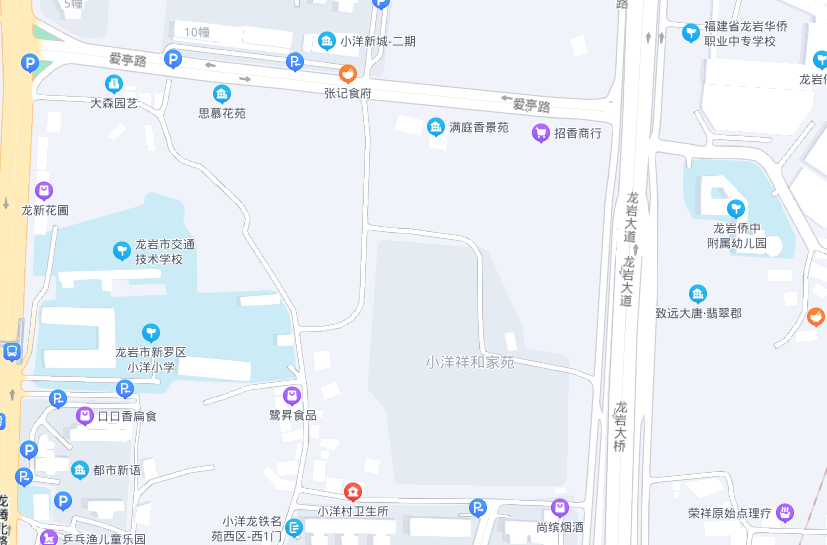 5幢
10幢
小洋新城-二期
爱亭路
大森园艺
思慕花苑
张记食府
爱亭路
满庭香景苑
招香商行
路
福建省龙岩华侨
职业中专学校
龙岩侨
龙新花圃
龙岩市交通
技术学校
龙岩大道
龙岩大道
龙岩侨中
附属幼儿园
致远大唐·翡翠郡
龙岩市新罗区
小洋小学
小洋祥和家苑
鹭昇食品
口口香扁食
龙岩大桥
都市新语
小洋村卫生所
小洋龙铁名
苑西区-西1门
尚缤烟酒
荣祥原始点理疗
龙腾北路
乒乓渔儿童乐园